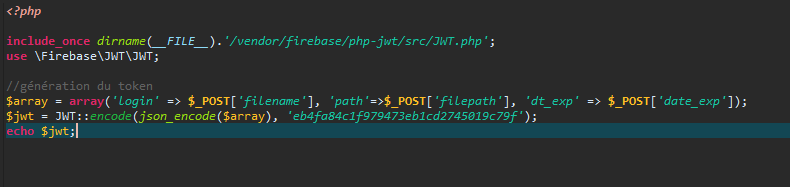 <?php
include_once dirname(__FILE__).'/vendor/firebase/php-jwt/src/JWT.php';
use \Firebase\JWT\JWT;
//génération du token
$array = array('login' => $_POST['filename'], 'path'=>$_POST['filepath'], 'dt_exp' => $_POST['date_exp']);
$jwt = JWT::encode(json_encode($array), 'eb4fa84c1f979473eb1cd2745019c79f');
echo $jwt;